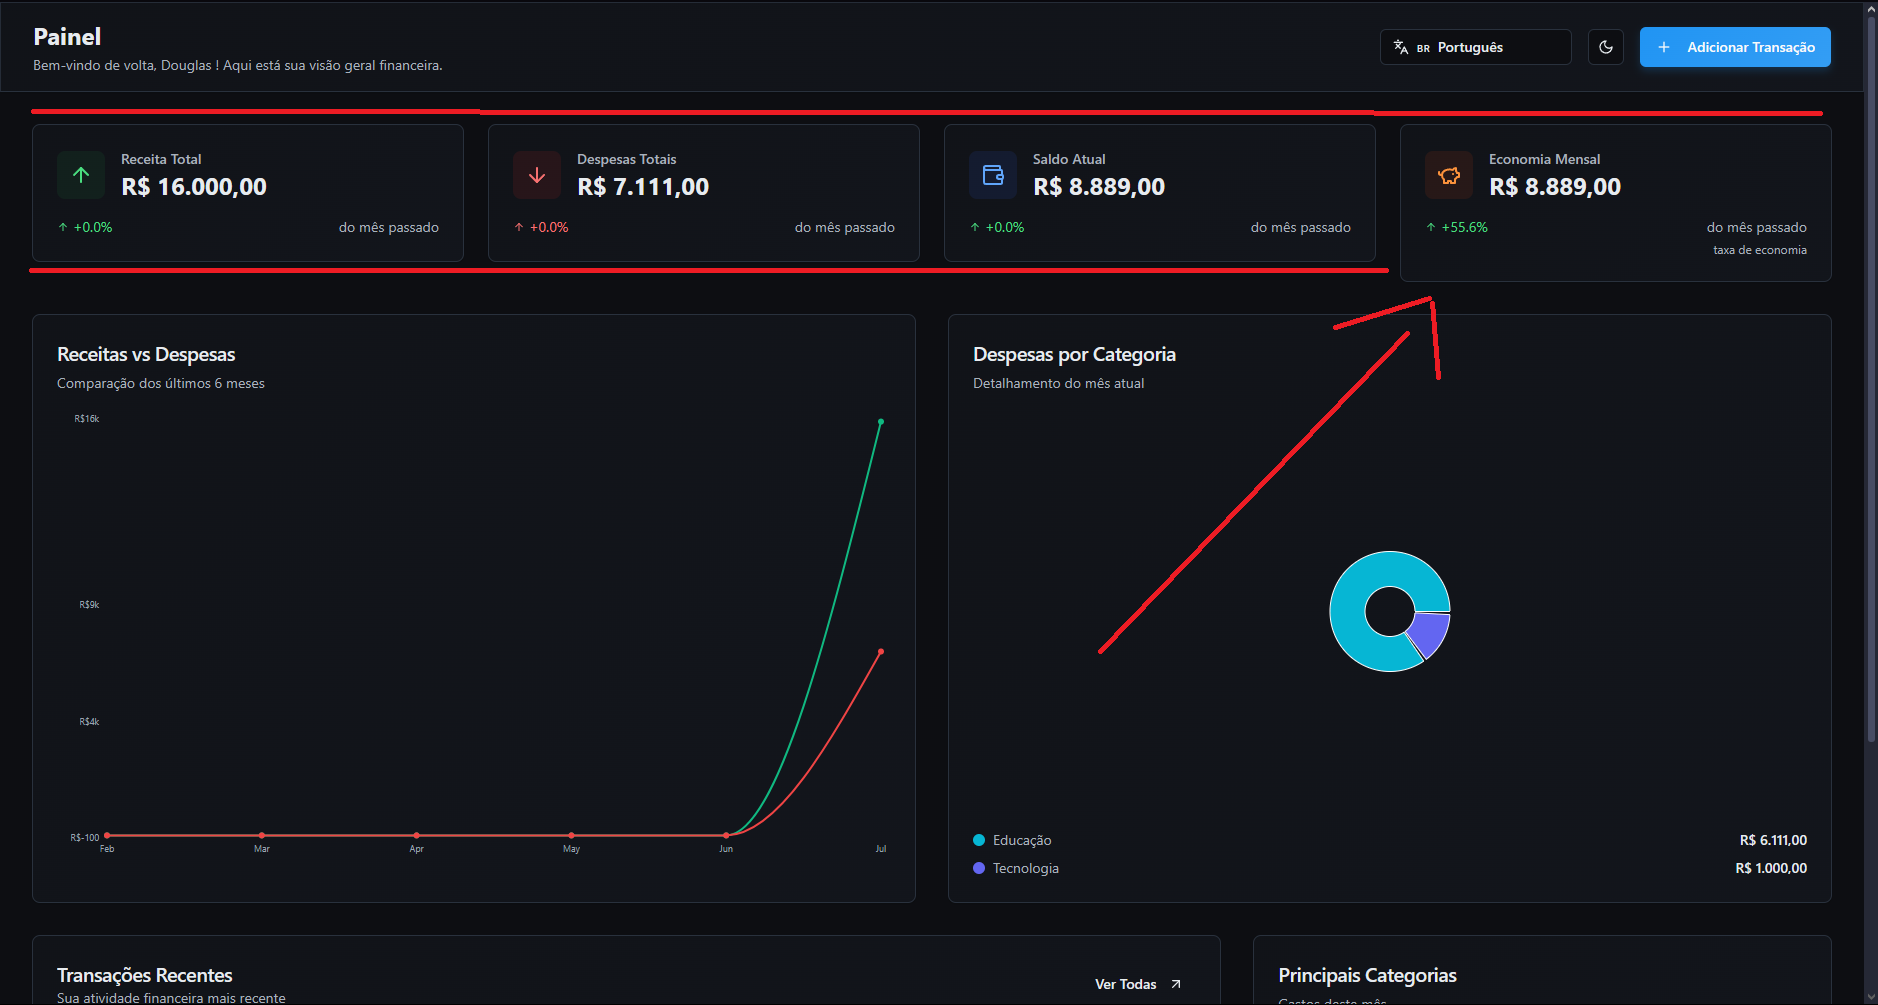 Painel
Bem-vindo de volta, Douglas ! Aqui está sua visão geral financeira.
BR Português
Adicionar Transação
Receita Total
R$ 16.000,00
+0.0%
do mês passado
Despesas Totais
R$ 7.111,00
+0.0%
do mês passado
Saldo Atual
R$ 8.889,00
+0.0%
do mês passado
Economia Mensal
R$ 8.889,00
+55.6%
do mês passado
taxa de economia
Receitas vs Despesas
Comparação dos últimos 6 meses
R$16k
R$9k
R$4k
R$-100
Feb Mar Apr May Jun Jul
Despesas por Categoria
Detalhamento do mês atual
Educação R$ 6.111,00
Tecnologia R$ 1.000,00
Transações Recentes
Sua atividade financeira mais recente
Ver Todas
Principais Categorias
Gastos deste mês